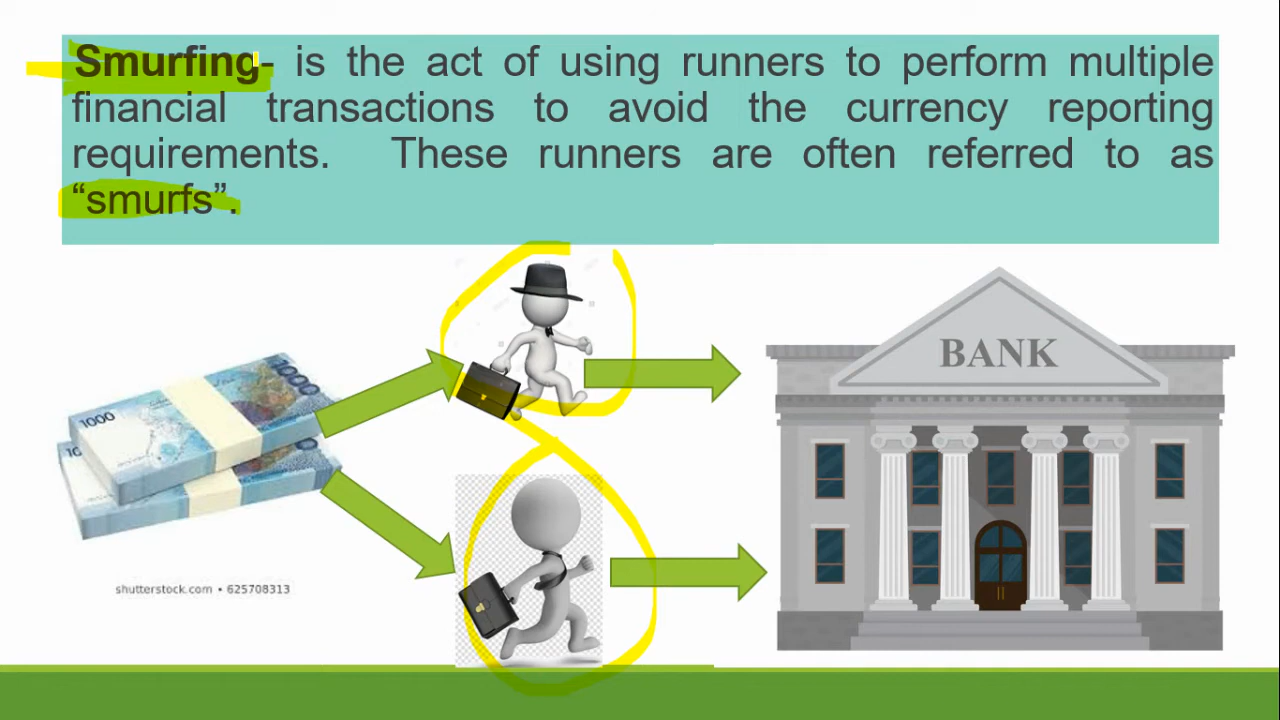 Smurfing- is the act of using runners to perform multiple
financial transactions to avoid the currency reporting
requirements. These runners are often referred to as
“smurfs”.
BANK
1000
1000
shutterstock.com • 625708313